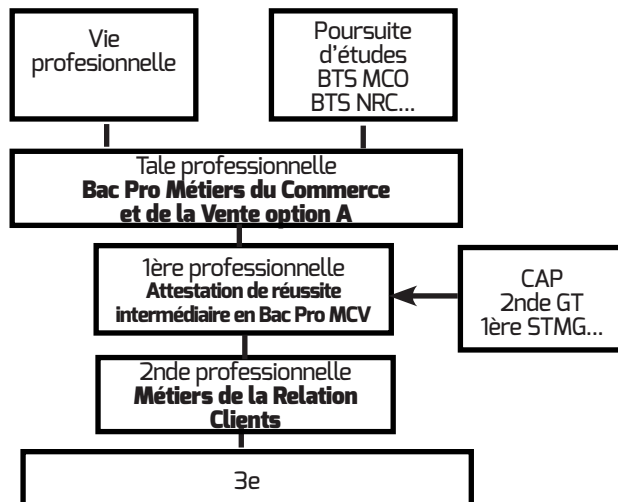 Vie
profesionnelle
Poursuite
d'études
BTS MCO
BTS NRC...
Tale professionnelle
Bac Pro Métiers du Commerce
et de la Vente option A
1ère professionnelle
Attestation de réussite
intermédiaire en Bac Pro MCV
CAP
2nde GT
1ère STMG...
2nde professionnelle
Métiers de la Relation
Clients
3e